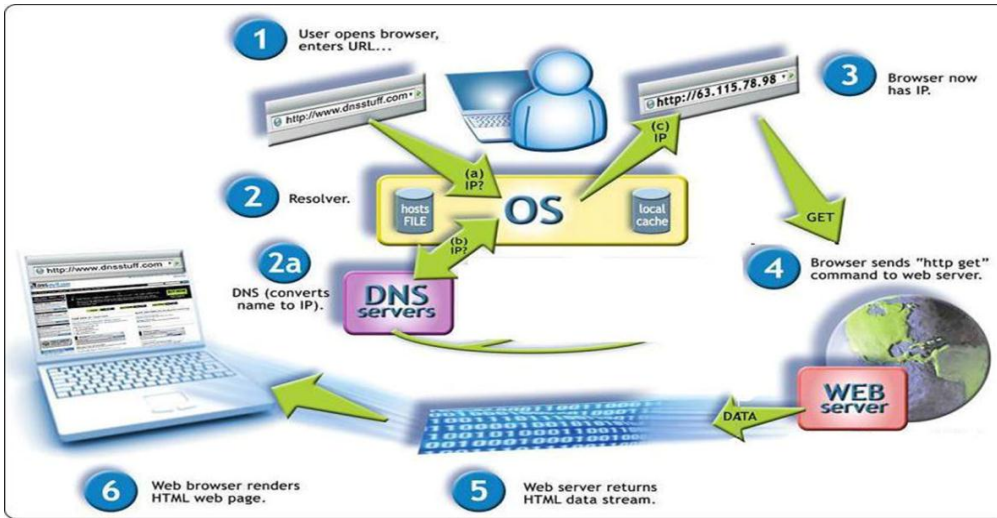 1
User opens browser,
enters URL...
http://www.dnsstuff.com
http://63.115.78.98
3
Browser now
has IP.
(a)
IP?
(c)
IP
2
Resolver.
hosts
FILE
OS
local
cache
GET
(b)
IP?
2a
DNS (converts
name to IP).
DNS
servers
4
Browser sends "http get"
command to web server.
http://www.dnsstuff.com
WEB
server
DATA
6
Web browser renders
HTML web page.
5
Web server returns
HTML data stream.